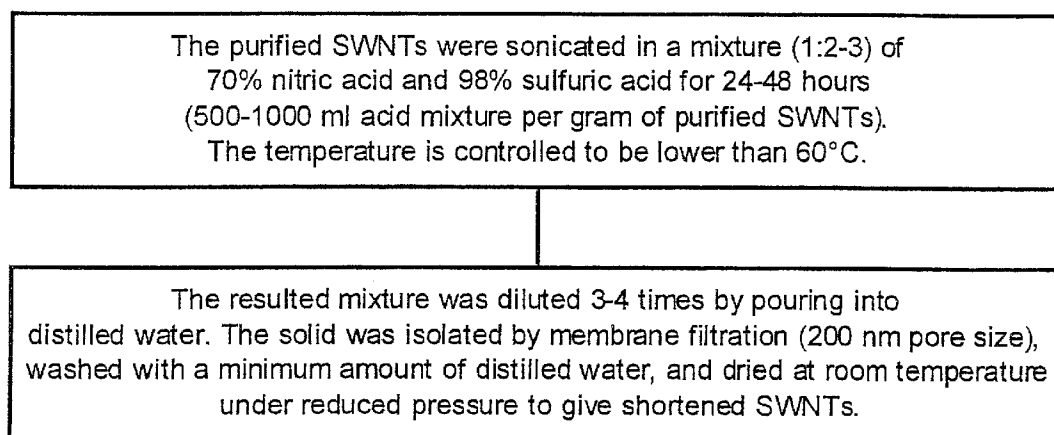 The purified SWNTs were sonicated in a mixture (1:2-3) of
70% nitric acid and 98% sulfuric acid for 24-48 hours
(500-1000 ml acid mixture per gram of purified SWNTs).
The temperature is controlled to be lower than 60°C.
The resulted mixture was diluted 3-4 times by pouring into
distilled water. The solid was isolated by membrane filtration (200 nm pore size),
washed with a minimum amount of distilled water, and dried at room temperature
under reduced pressure to give shortened SWNTs.